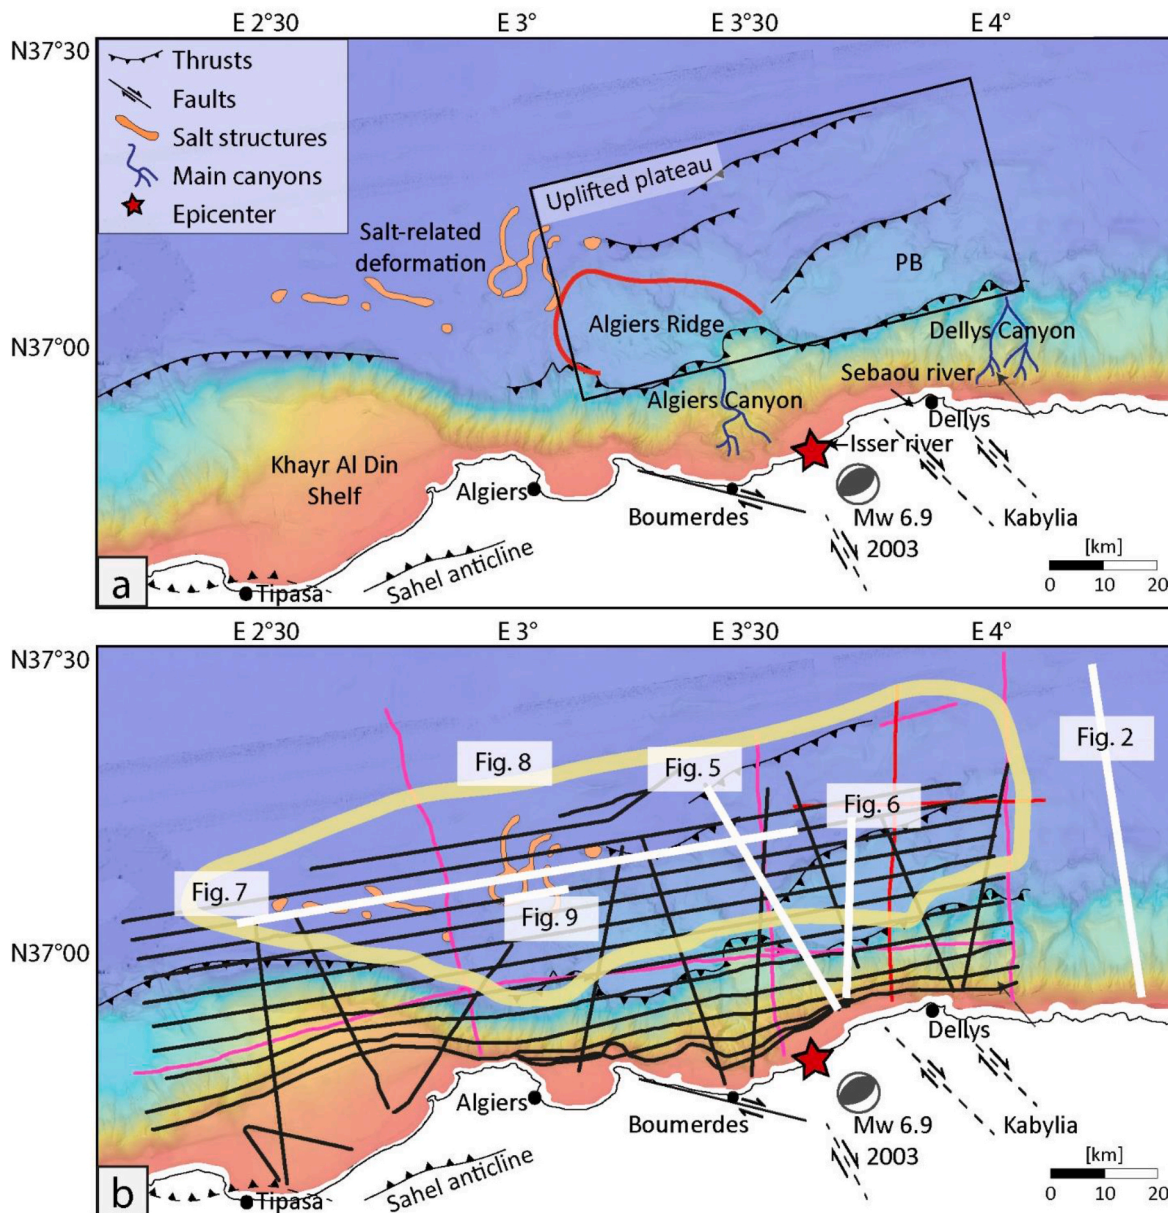 E 2°30 E 3° E 3°30 E 4°
N37°30
Thrusts
Faults
Salt structures
Main canyons
Epicenter
Uplifted plateau
Salt-related
deformation
PB
Algiers Ridge
N37°00
Dellys Canyon
Sebaou river
Algiers Canyon
Dellys
Isser river
Khayr Al Din
Shelf
Algiers
Boumerdes
Mw 6.9
2003
Kabylia
Sahel anticline
Tipasa
[km]
0 10 20
a
E 2°30 E 3° E 3°30 E 4°
N37°30
Fig. 2
Fig. 8
Fig. 5
Fig. 6
Fig. 7
Fig. 9
N37°00
Dellys
Algiers
Boumerdes
Mw 6.9
2003
Kabylia
Sahel anticline
Tipasa
[km]
0 10 20
b